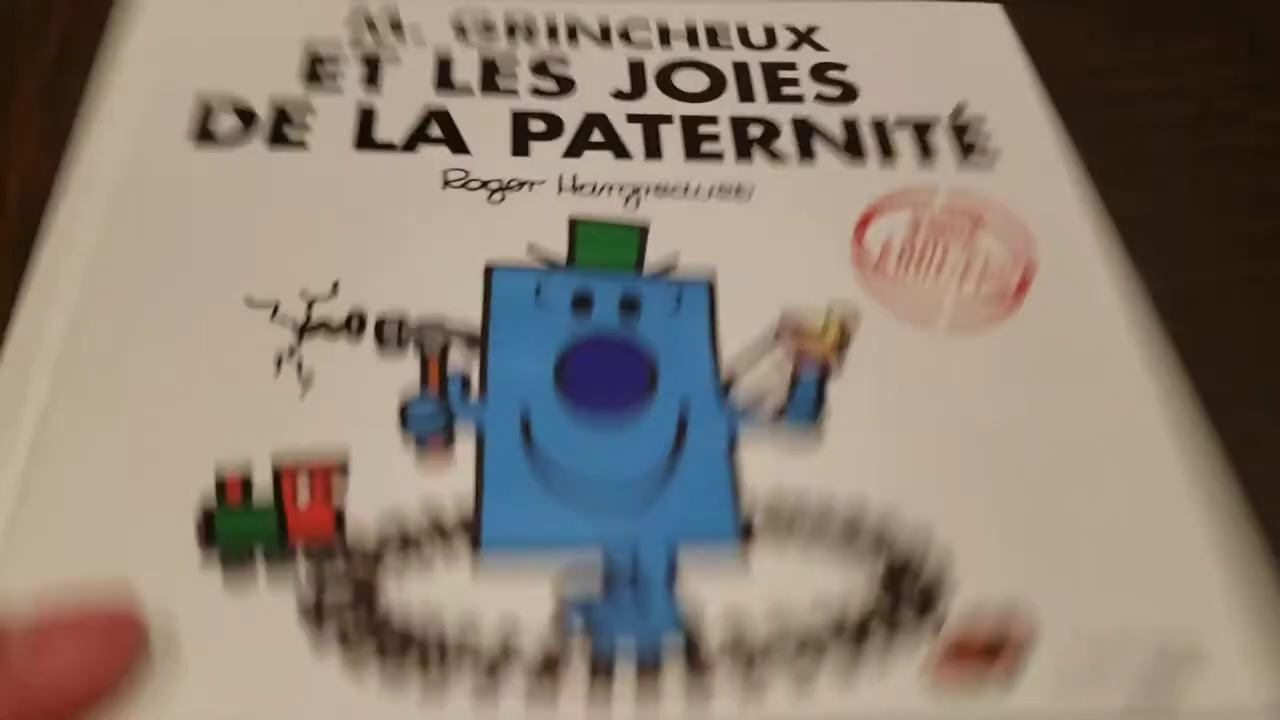 M. GRINCHEUX
ET LES JOIES
DE LA PATERNITÉ
Roger Hargreaves